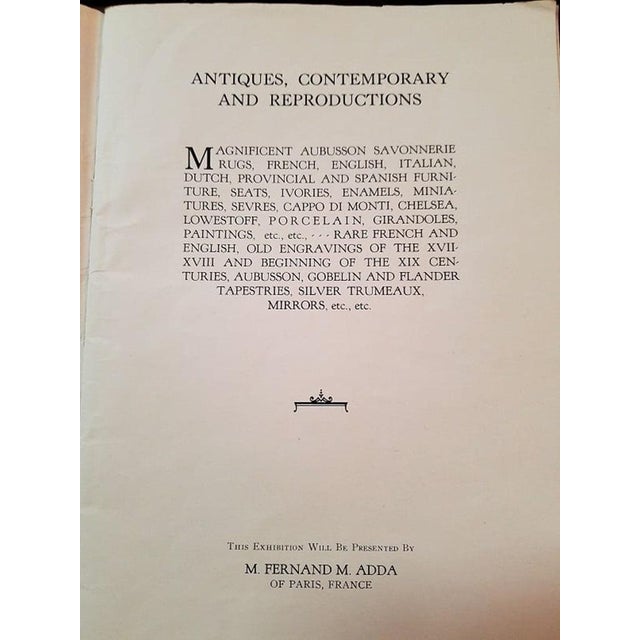 ANTIQUES, CONTEMPORARY
AND REPRODUCTIONS
MAGNIFICENT AUBUSSON SAVONNERIE
RUGS, FRENCH, ENGLISH, ITALIAN,
DUTCH, PROVINCIAL AND SPANISH FURNI-
TURE, SEATS, IVORIES, ENAMELS, MINIA-
TURES, SEVRES, CAPPO DI MONTI, CHELSEA,
LOWESTOFF, PORCELAIN, GIRANDOLES,
PAINTINGS, etc., etc., - - - RARE FRENCH AND
ENGLISH, OLD ENGRAVINGS OF THE XVII-
XVIII AND BEGINNING OF THE XIX CEN-
TURIES, AUBUSSON, GOBELIN AND FLANDER
TAPESTRIES, SILVER TRUMEAUX,
MIRRORS, etc., etc.
THIS EXHIBITION WILL BE PRESENTED BY
M. FERNAND M. ADDA
OF PARIS, FRANCE